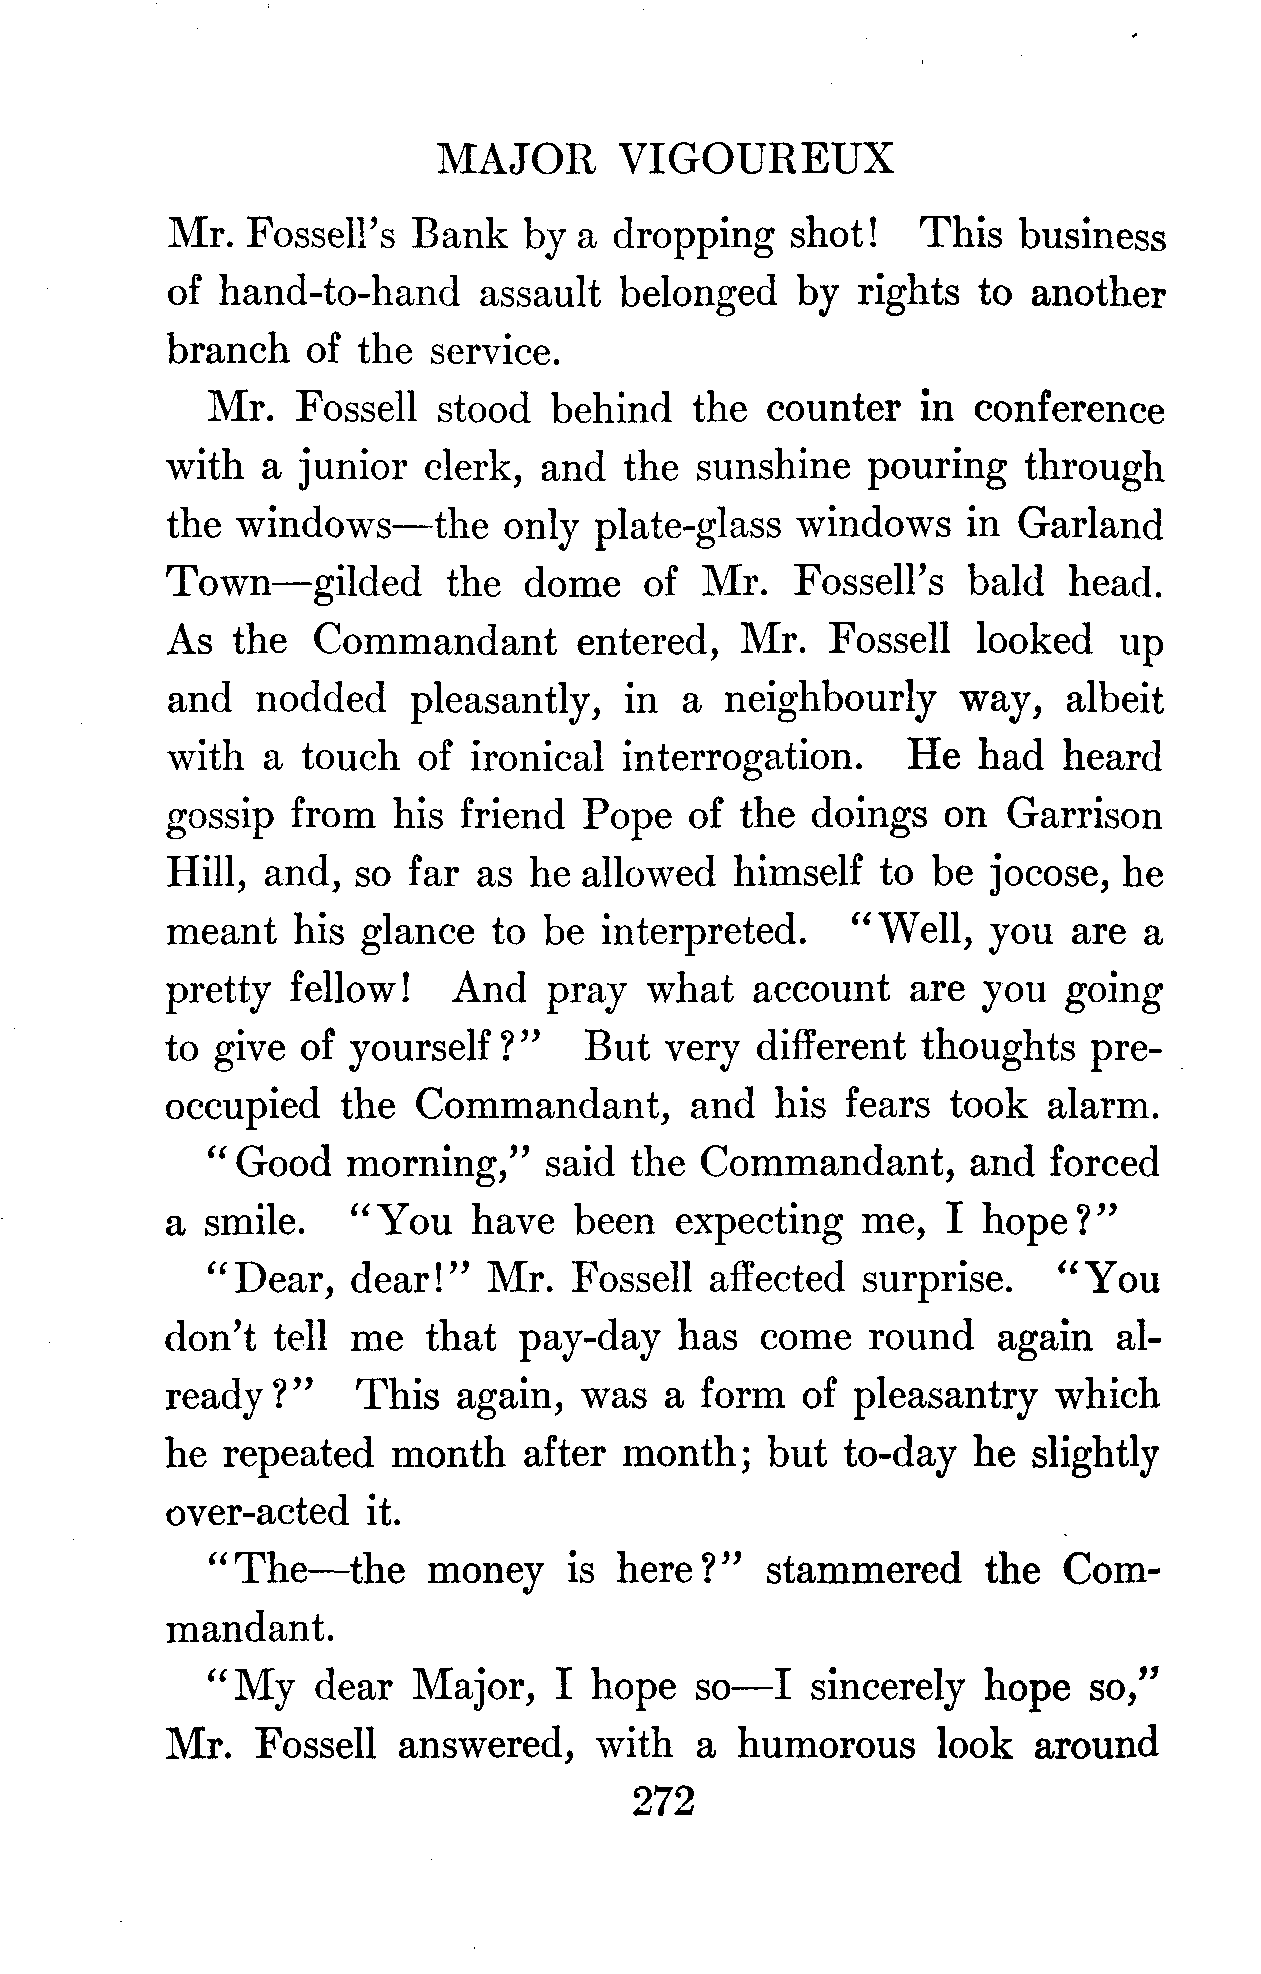 MAJOR VIGOUREUX
Mr. Fossell's Bank by a dropping shot! This business
of hand-to-hand assault belonged by rights to another
branch of the service.
Mr. Fossell stood behind the counter in conference
with a junior clerk, and the sunshine pouring through
the windows—the only plate-glass windows in Garland
Town—gilded the dome of Mr. Fossell's bald head.
As the Commandant entered, Mr. Fossell looked up
and nodded pleasantly, in a neighbourly way, albeit
with a touch of ironical interrogation. He had heard
gossip from his friend Pope of the doings on Garrison
Hill, and, so far as he allowed himself to be jocose, he
meant his glance to be interpreted. "Well, you are a
pretty fellow! And pray what account are you going
to give of yourself?" But very different thoughts pre-
occupied the Commandant, and his fears took alarm.
"Good morning," said the Commandant, and forced
a smile. "You have been expecting me, I hope?"
"Dear, dear!" Mr. Fossell affected surprise. "You
don't tell me that pay-day has come round again al-
ready?" This again, was a form of pleasantry which
he repeated month after month; but to-day he slightly
over-acted it.
"The—the money is here?" stammered the Com-
mandant.
"My dear Major, I hope so—I sincerely hope so,"
Mr. Fossell answered, with a humorous look around
272